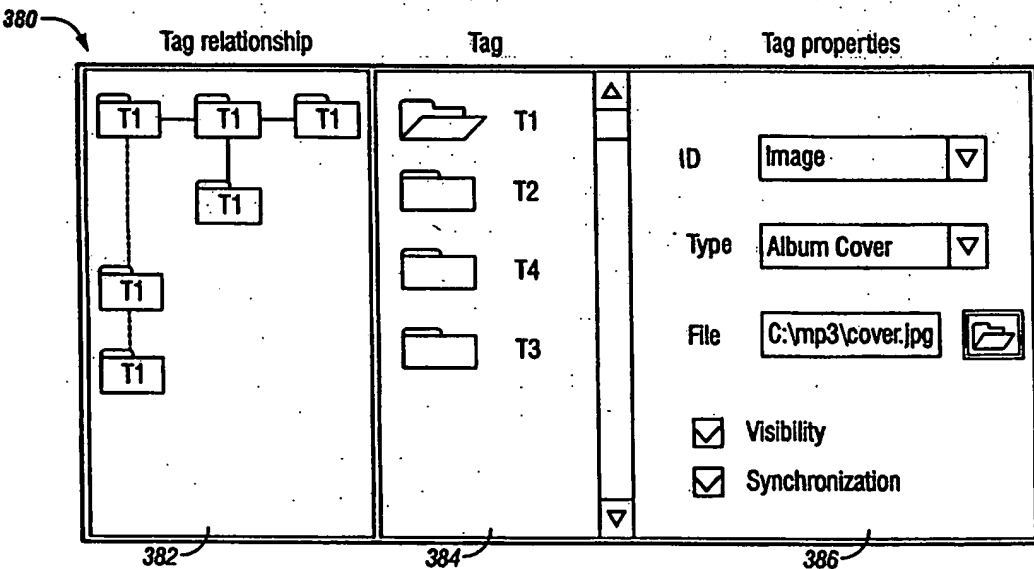 380
Tag relationship
Tag
Tag properties
T1 T1 T1
T1
T1
T1
T1
T2
T4
T3
ID Image
Type Album Cover
File C:\mp3\cover.jpg
Visibility
Synchronization
382
384
386